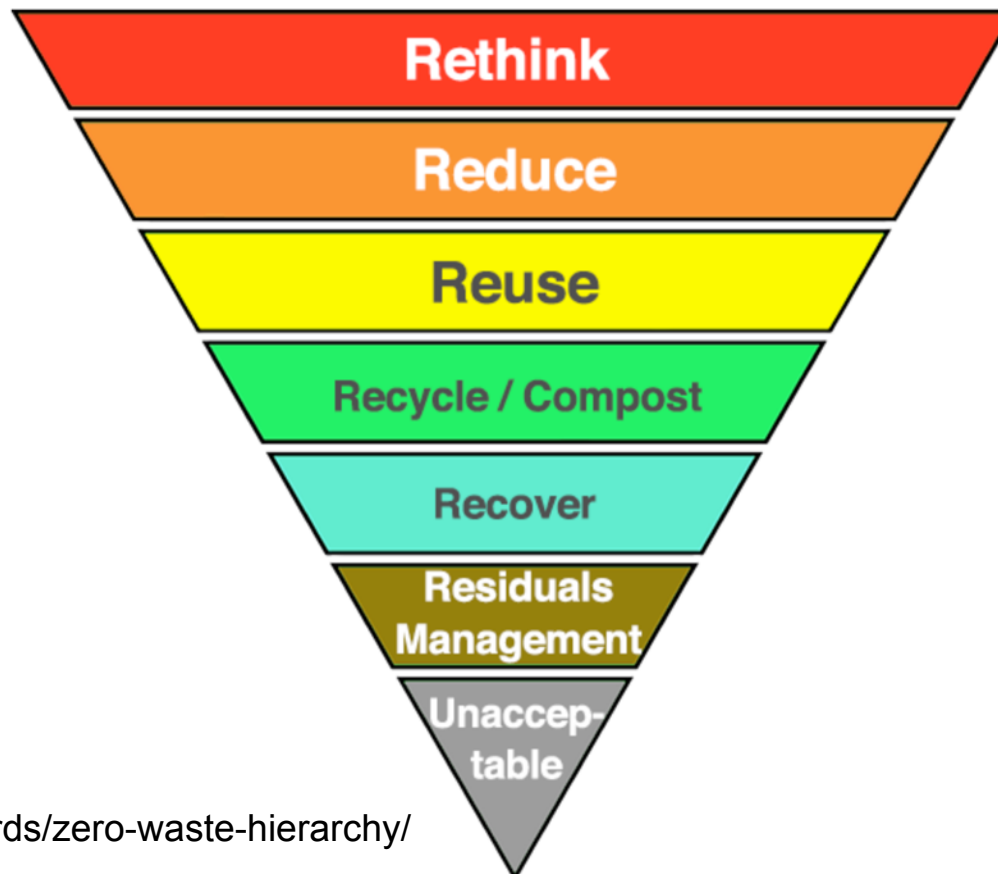 Rethink
Reduce
Reuse
Recycle / Compost
Recover
Residuals
Management
Unaccep-
table
rds/zero-waste-hierarchy/